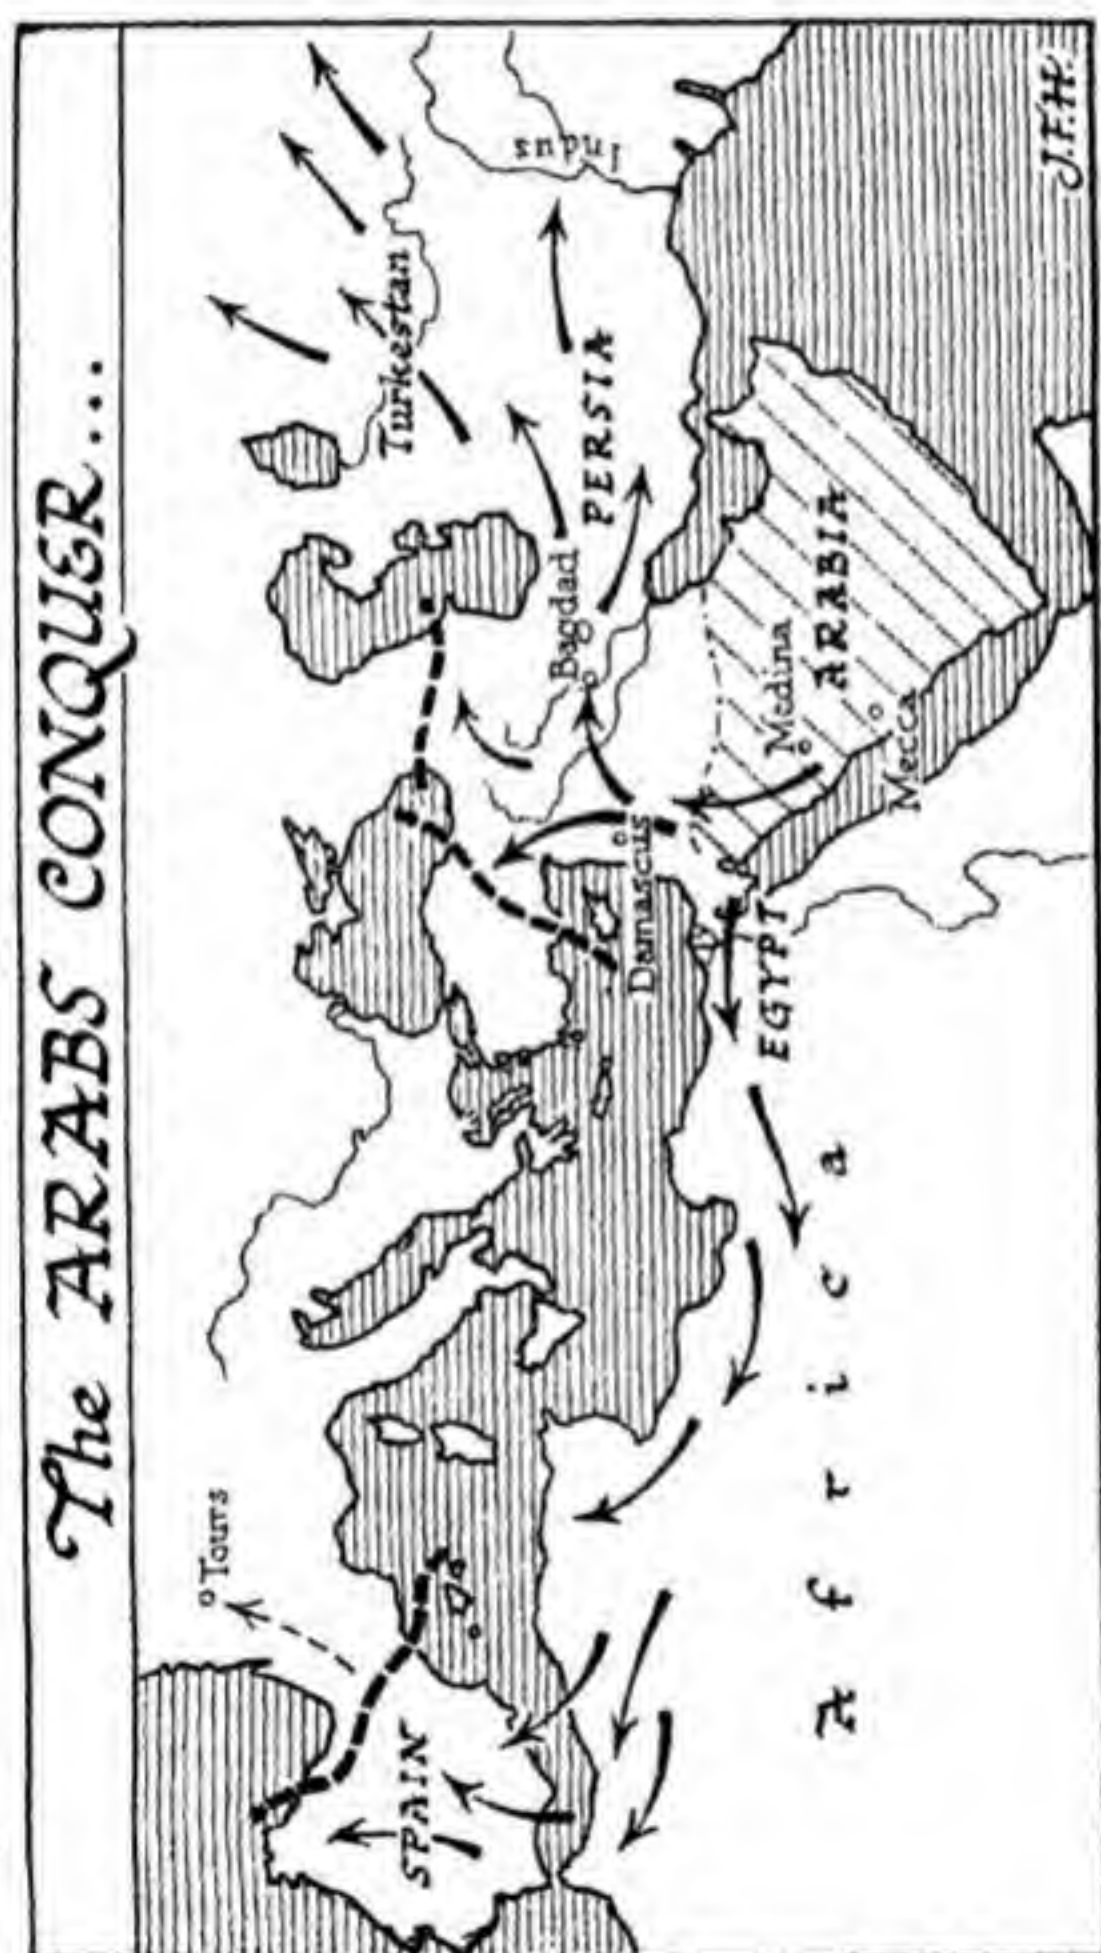 The ARABS CONQUER....
Tours
SPAIN
Africa
EGYPT
Damascus
Mecca
Medina
ARABIA
Bagdad
PERSIA
Turkestan
Indus
J.F.H.